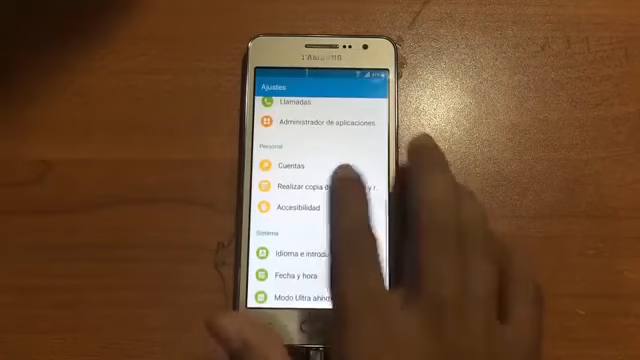 SAMSUNG
Ajustes
Llamadas
Administrador de aplicaciones
Personal
Cuentas
Realizar copia d y r.
Accesibilidad
Sistema
Idioma e introdu
Fecha y hora
Modo Ultra ahorr